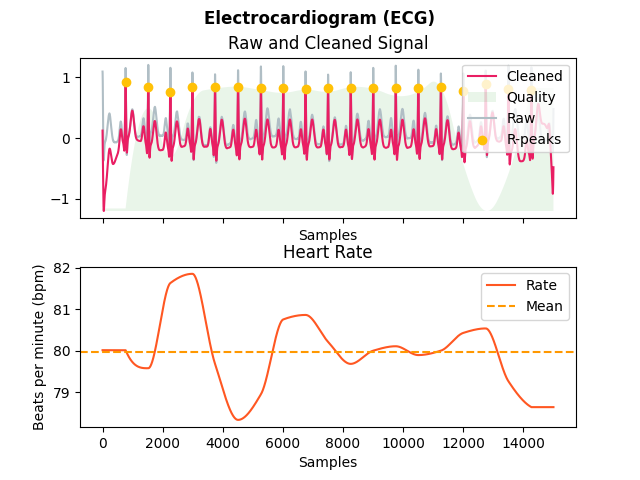 Electrocardiogram (ECG)
Raw and Cleaned Signal
1
0
−1
Cleaned
Quality
Raw
R-peaks
Samples
Heart Rate
Beats per minute (bpm)
82
81
80
79
Rate
Mean
0 2000 4000 6000 8000 10000 12000 14000
Samples